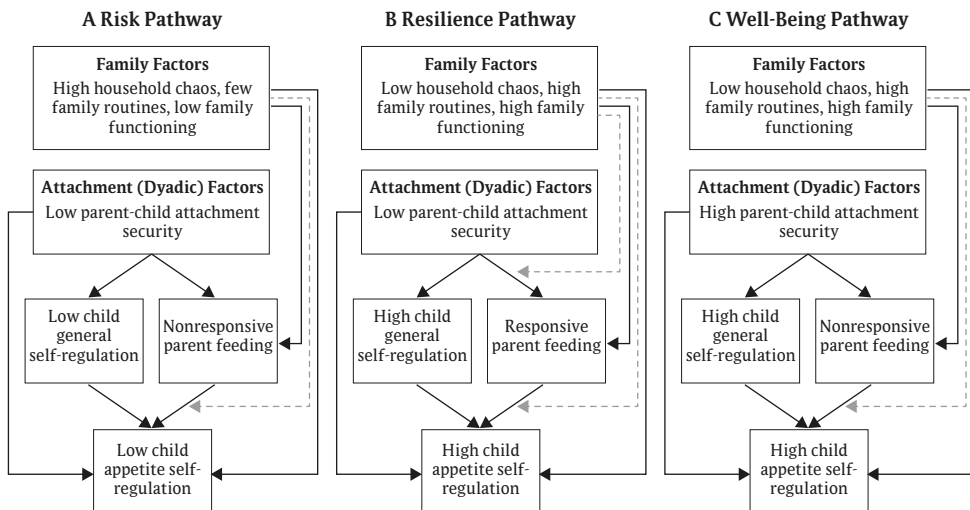 A Risk Pathway
Family Factors
High household chaos, few
family routines, low family
functioning
Attachment (Dyadic) Factors
Low parent-child attachment
security
Low child
general
self-regulation
Nonresponsive
parent feeding
Low child
appetite self-
regulation
B Resilience Pathway
Family Factors
Low household chaos, high
family routines, high family
functioning
Attachment (Dyadic) Factors
Low parent-child attachment
security
High child
general
self-regulation
Responsive
parent feeding
High child
appetite self-
regulation
C Well-Being Pathway
Family Factors
Low household chaos, high
family routines, high family
functioning
Attachment (Dyadic) Factors
High parent-child attachment
security
High child
general
self-regulation
Nonresponsive
parent feeding
High child
appetite self-
regulation